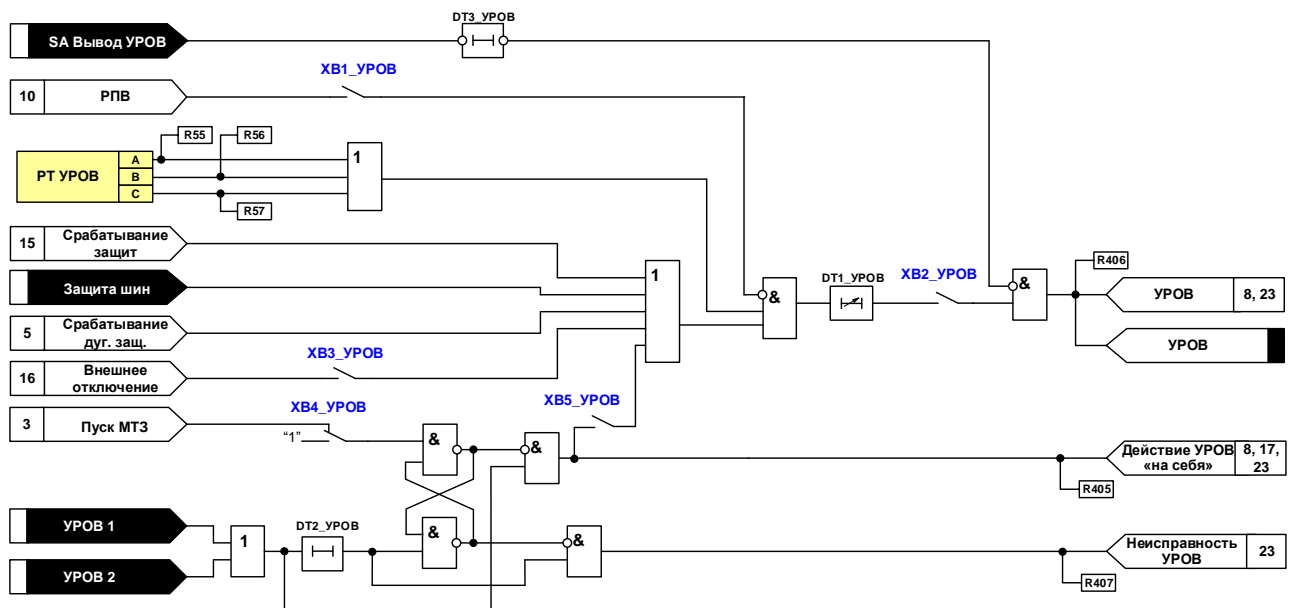 DT3_УРОВ
SA Вывод УРОВ
XB1_УРОВ
10 РПВ
R55
R56
РТ УРОВ
A
B
C
1
R57
15 Срабатывание
защит
1
Защита шин
5 Срабатывание
дуг. защ.
XB3_УРОВ
16 Внешнее
отключение
&
DT1_УРОВ
XB2_УРОВ
&
R406
УРОВ 8, 23
УРОВ
3 Пуск МТЗ
XB4_УРОВ
"1"
&
&
XB5_УРОВ
Действие УРОВ
«на себя»
8, 17,
23
R405
УРОВ 1
УРОВ 2
1
DT2_УРОВ
&
&
Неисправность
УРОВ
23
R407